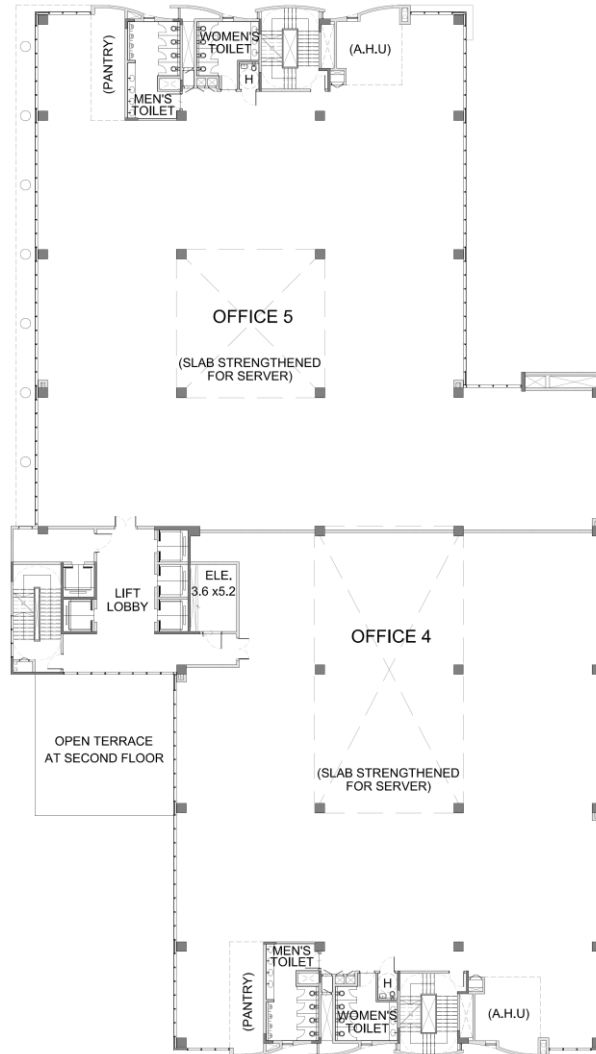 (PANTRY)
WOMEN'S
TOILET
H
(A.H.U)
MEN'S
TOILET
OFFICE 5
(SLAB STRENGTHENED
FOR SERVER)
LIFT
LOBBY
ELE.
3.6 x5.2
OFFICE 4
OPEN TERRACE
AT SECOND FLOOR
(SLAB STRENGTHENED
FOR SERVER)
MEN'S
TOILET
(PANTRY)
H
WOMEN'S
TOILET
(A.H.U)